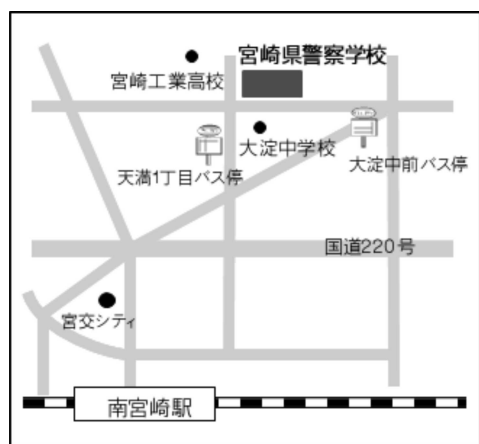 宮崎県警察学校
宮崎工業高校
大淀中学校
大淀中前バス停
天満1丁目バス停
国道220号
宮交シティ
南宮崎駅